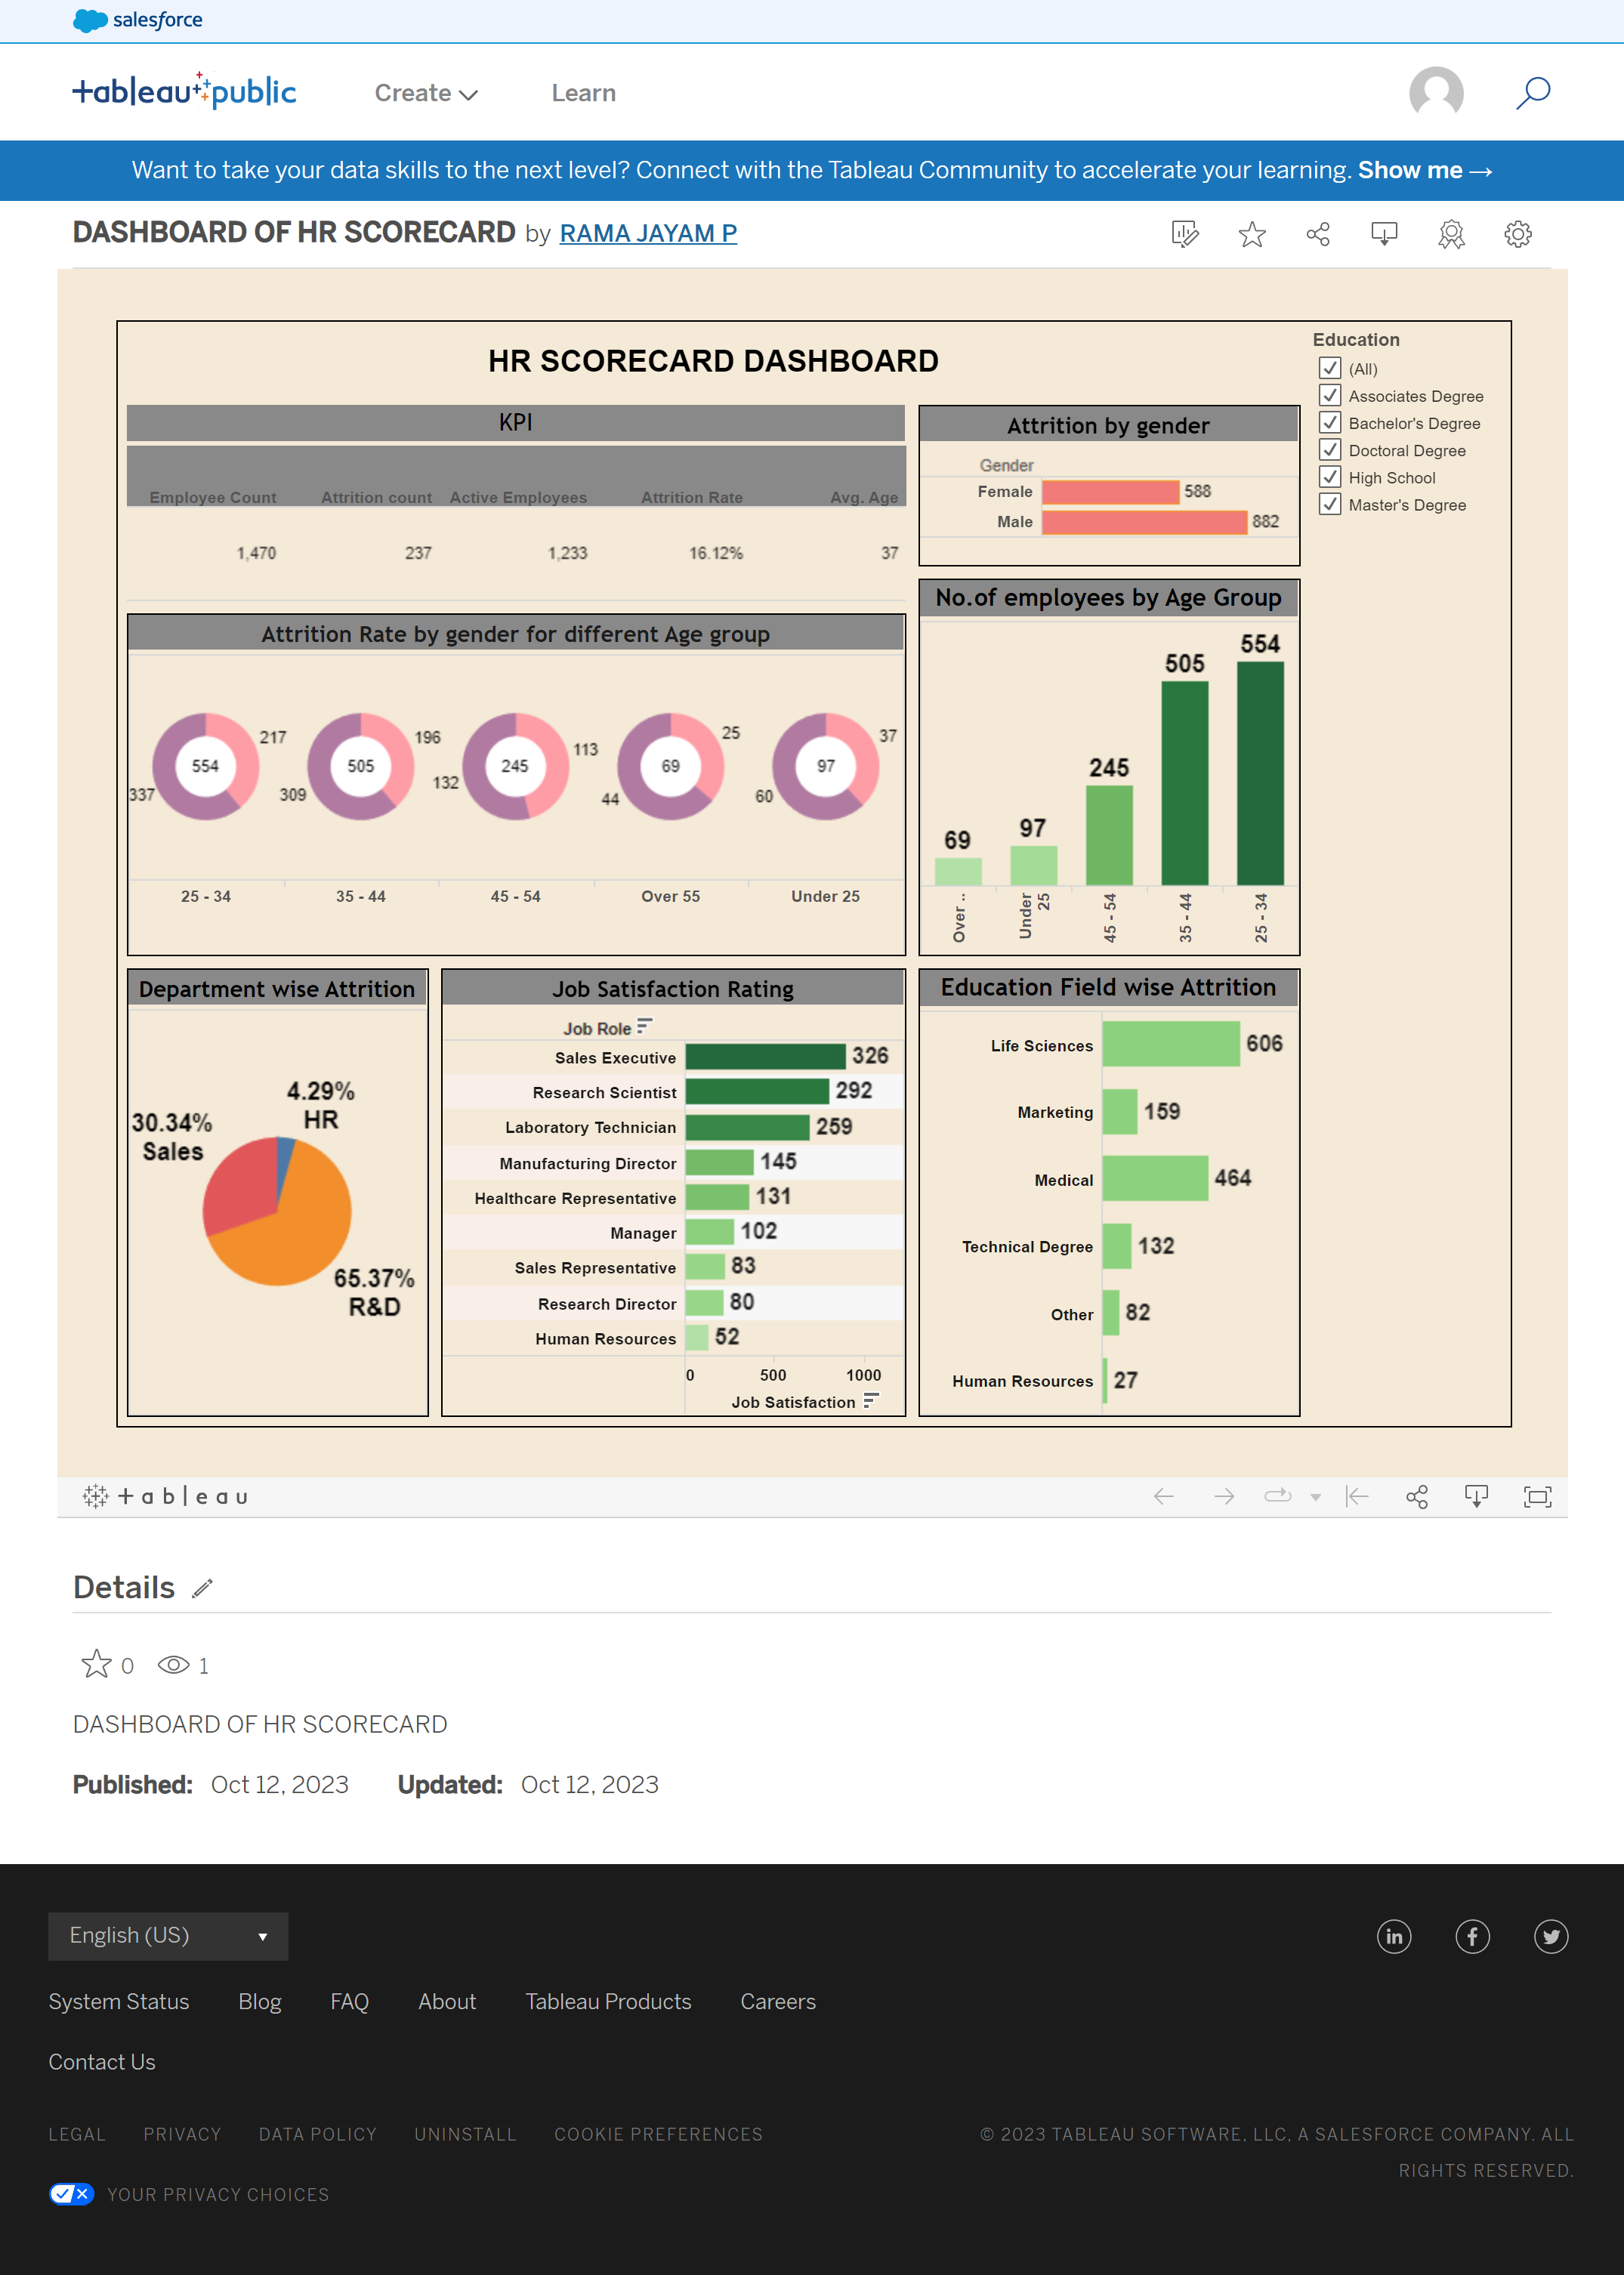 salesforce
tableau public
Create
Learn
Want to take your data skills to the next level? Connect with the Tableau Community to accelerate your learning. Show me →
DASHBOARD OF HR SCORECARD by RAMA JAYAM P
HR SCORECARD DASHBOARD
Education
(All)
Associates Degree
Bachelor's Degree
Doctoral Degree
High School
Master's Degree
KPI
Employee Count Attrition count Active Employees Attrition Rate Avg. Age
1,470 237 1,233 16.12% 37
Attrition by gender
Gender
Female 588
Male 882
Attrition Rate by gender for different Age group
554 217 337
505 196 309
245 113 132
69 25 44
97 37 60
25 - 34 35 - 44 45 - 54 Over 55 Under 25
No.of employees by Age Group
69 97 245 505 554
Over ..
Under 25
45 - 54
35 - 44
25 - 34
Department wise Attrition
4.29%
HR
30.34%
Sales
65.37%
R&D
Job Satisfaction Rating
Job Role
Sales Executive 326
Research Scientist 292
Laboratory Technician 259
Manufacturing Director 145
Healthcare Representative 131
Manager 102
Sales Representative 83
Research Director 80
Human Resources 52
0 500 1000
Job Satisfaction
Education Field wise Attrition
Life Sciences 606
Marketing 159
Medical 464
Technical Degree 132
Other 82
Human Resources 27
+ a b l e a u
Details
0 1
DASHBOARD OF HR SCORECARD
Published: Oct 12, 2023 Updated: Oct 12, 2023
English (US)
in f
System Status Blog FAQ About Tableau Products Careers
Contact Us
LEGAL PRIVACY DATA POLICY UNINSTALL COOKIE PREFERENCES
YOUR PRIVACY CHOICES
© 2023 TABLEAU SOFTWARE, LLC, A SALESFORCE COMPANY. ALL
RIGHTS RESERVED.